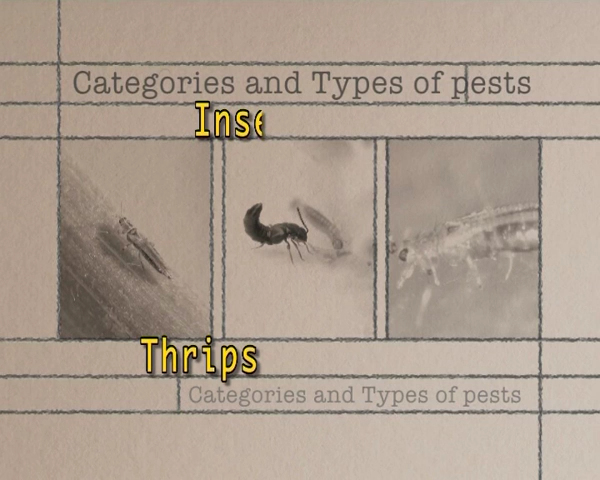 Categories and Types of pests
Inse
Thrips
Categories and Types of pests